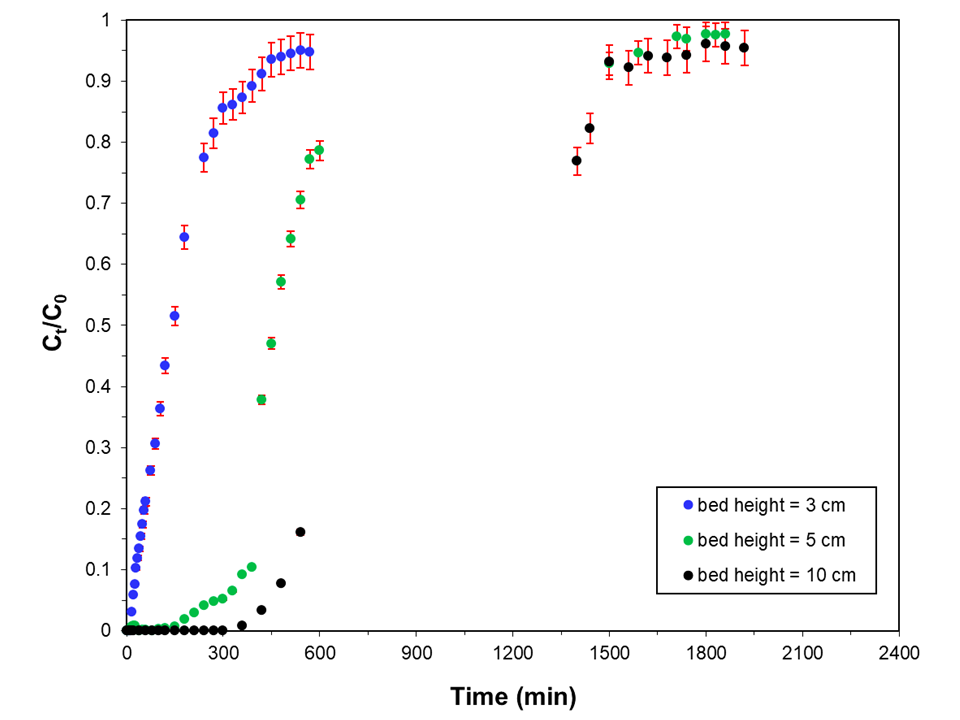 1
0.9
0.8
0.7
0.6
0.5
0.4
0.3
0.2
0.1
0
Ct/C0
bed height = 3 cm
bed height = 5 cm
bed height = 10 cm
0 300 600 900 1200 1500 1800 2100 2400
Time (min)